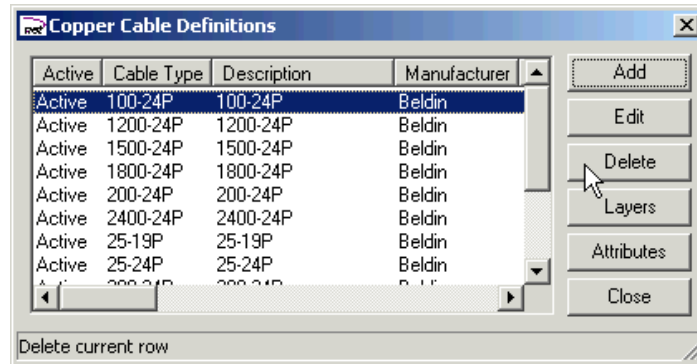 Copper Cable Definitions
Active Cable Type Description Manufacturer
Active 100-24P 100-24P Beldin
Active 1200-24P 1200-24P Beldin
Active 1500-24P 1500-24P Beldin
Active 1800-24P 1800-24P Beldin
Active 200-24P 200-24P Beldin
Active 2400-24P 2400-24P Beldin
Active 25-19P 25-19P Beldin
Active 25-24P 25-24P Beldin
Add
Edit
Delete
Layers
Attributes
Close
Delete current row